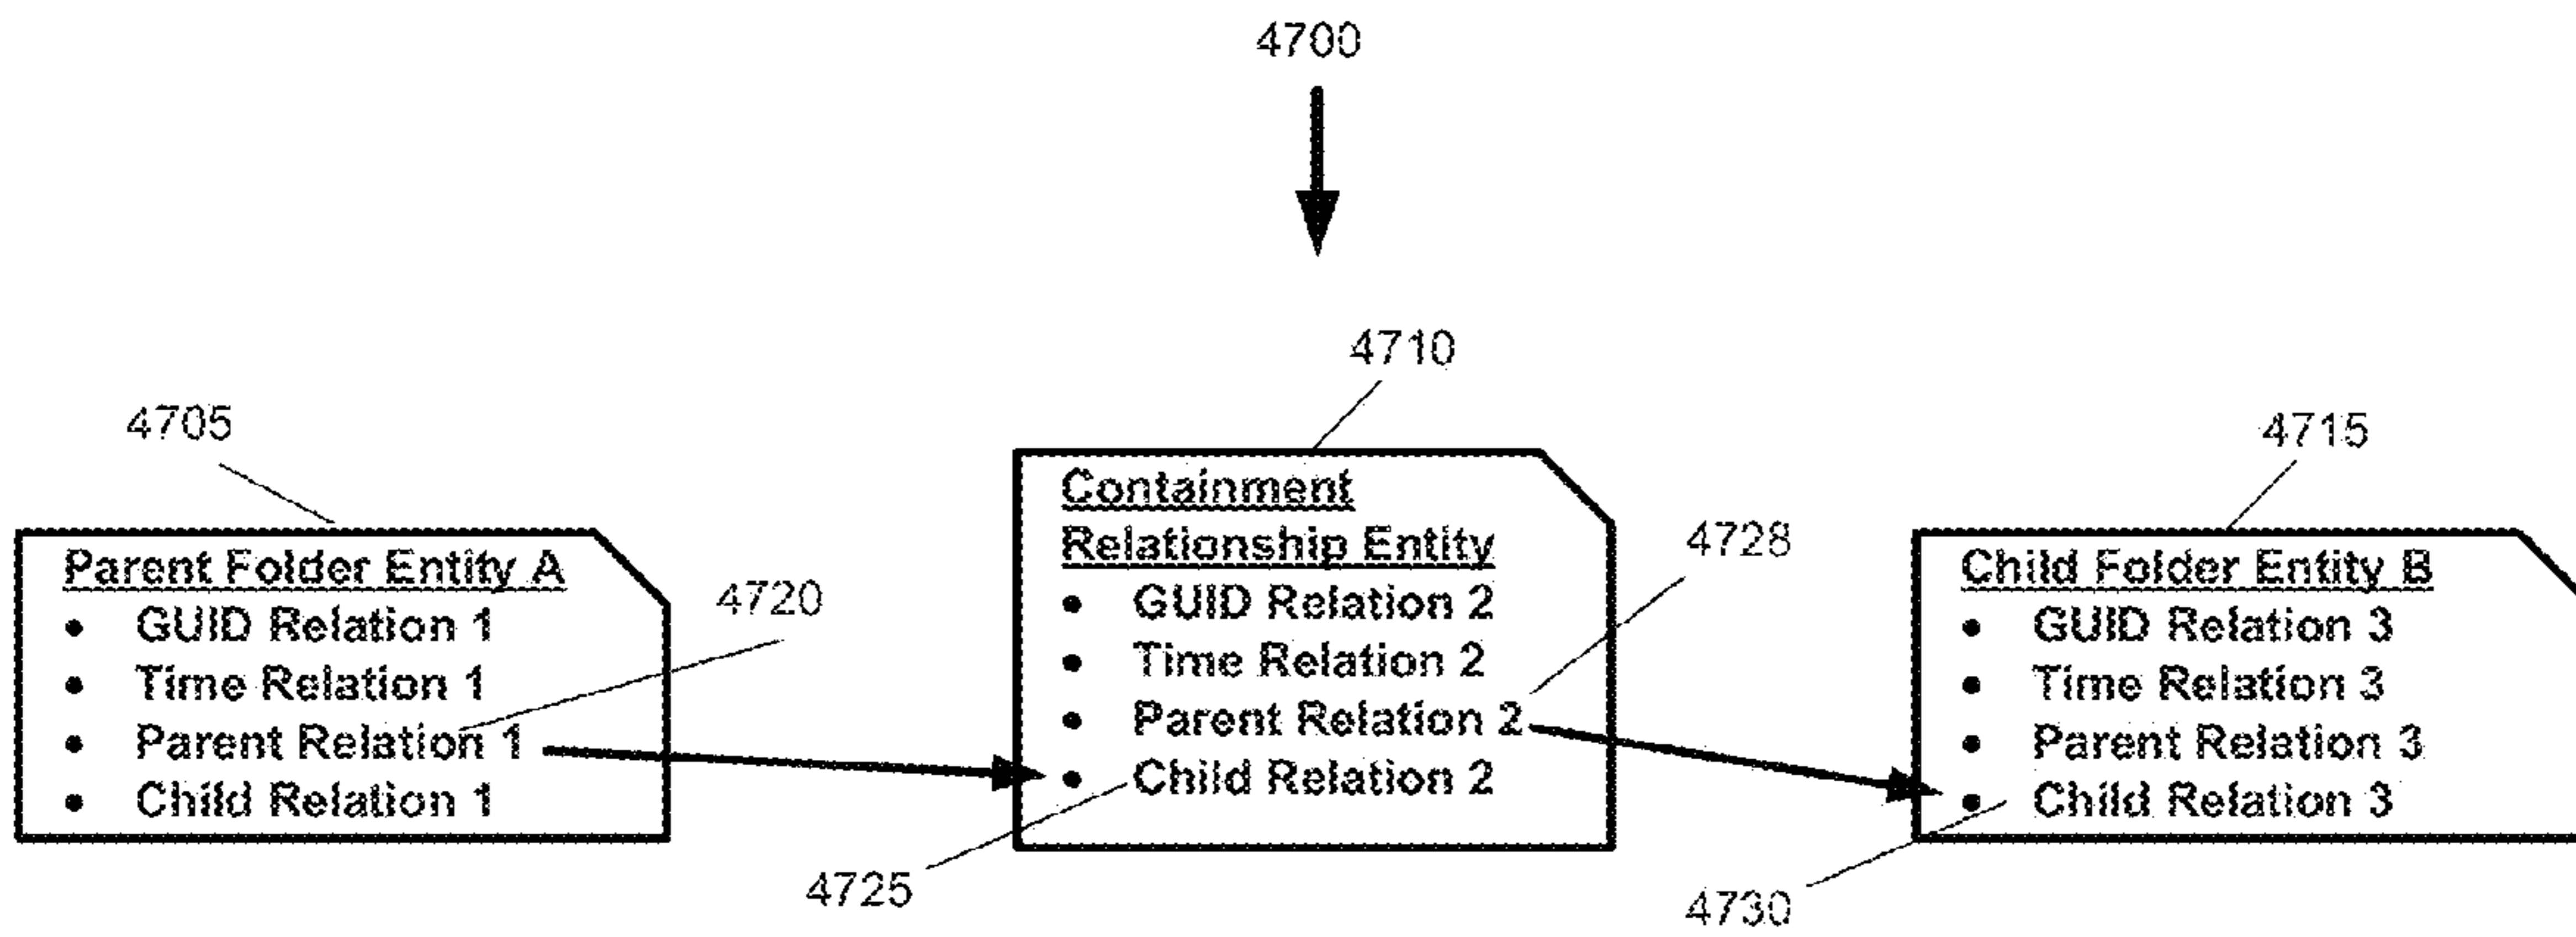 4700
4710
4705
4715
Containment
Relationship Entity
4728
Parent Folder Entity A
Child Folder Entity B
4720
• GUID Relation 1
• Time Relation 1
• Parent Relation 1
• Child Relation 1
• GUID Relation 2
• Time Relation 2
• Parent Relation 2
• Child Relation 2
• GUID Relation 3
• Time Relation 3
• Parent Relation 3
• Child Relation 3
4725
4730